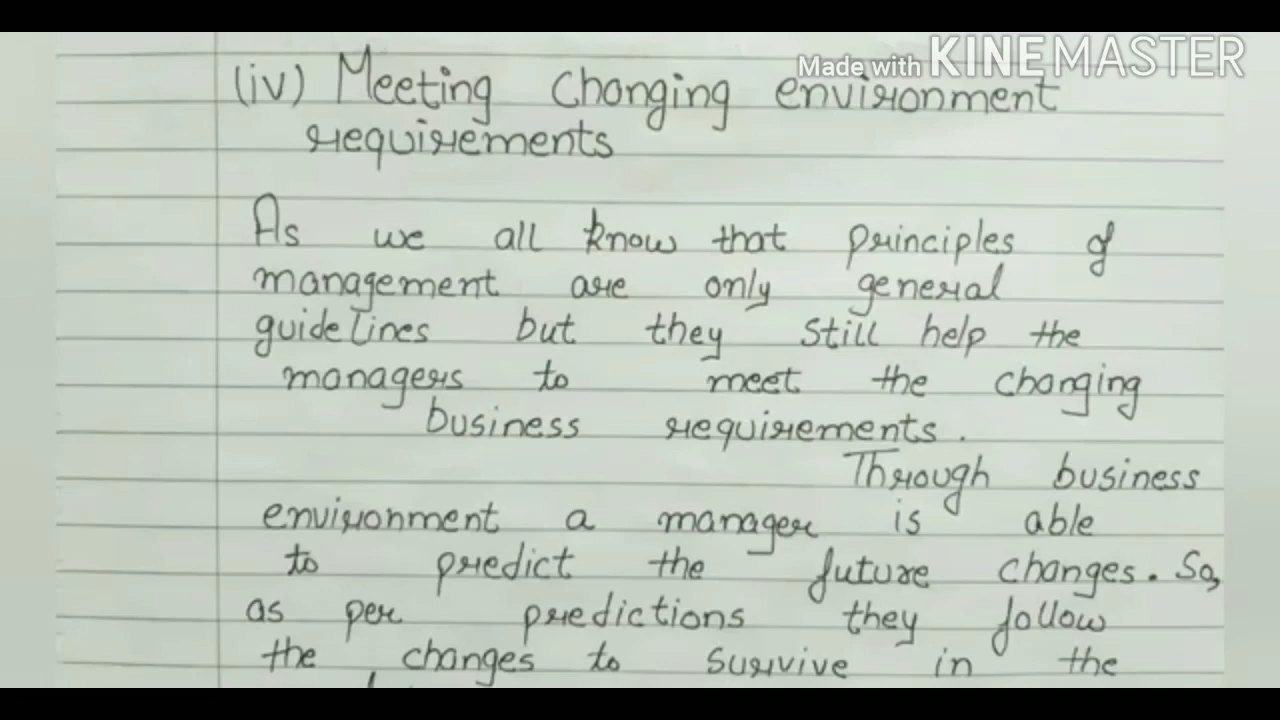 Made with KINEMASTER
(iv) Meeting Changing environment
requirements
As we all know that principles of
management are only general
guidelines but they still help the
managers to meet the changing
business requirements.
Through business
environment a manager is able
to predict the future changes. So,
as per predictions they follow
the changes to survive in the